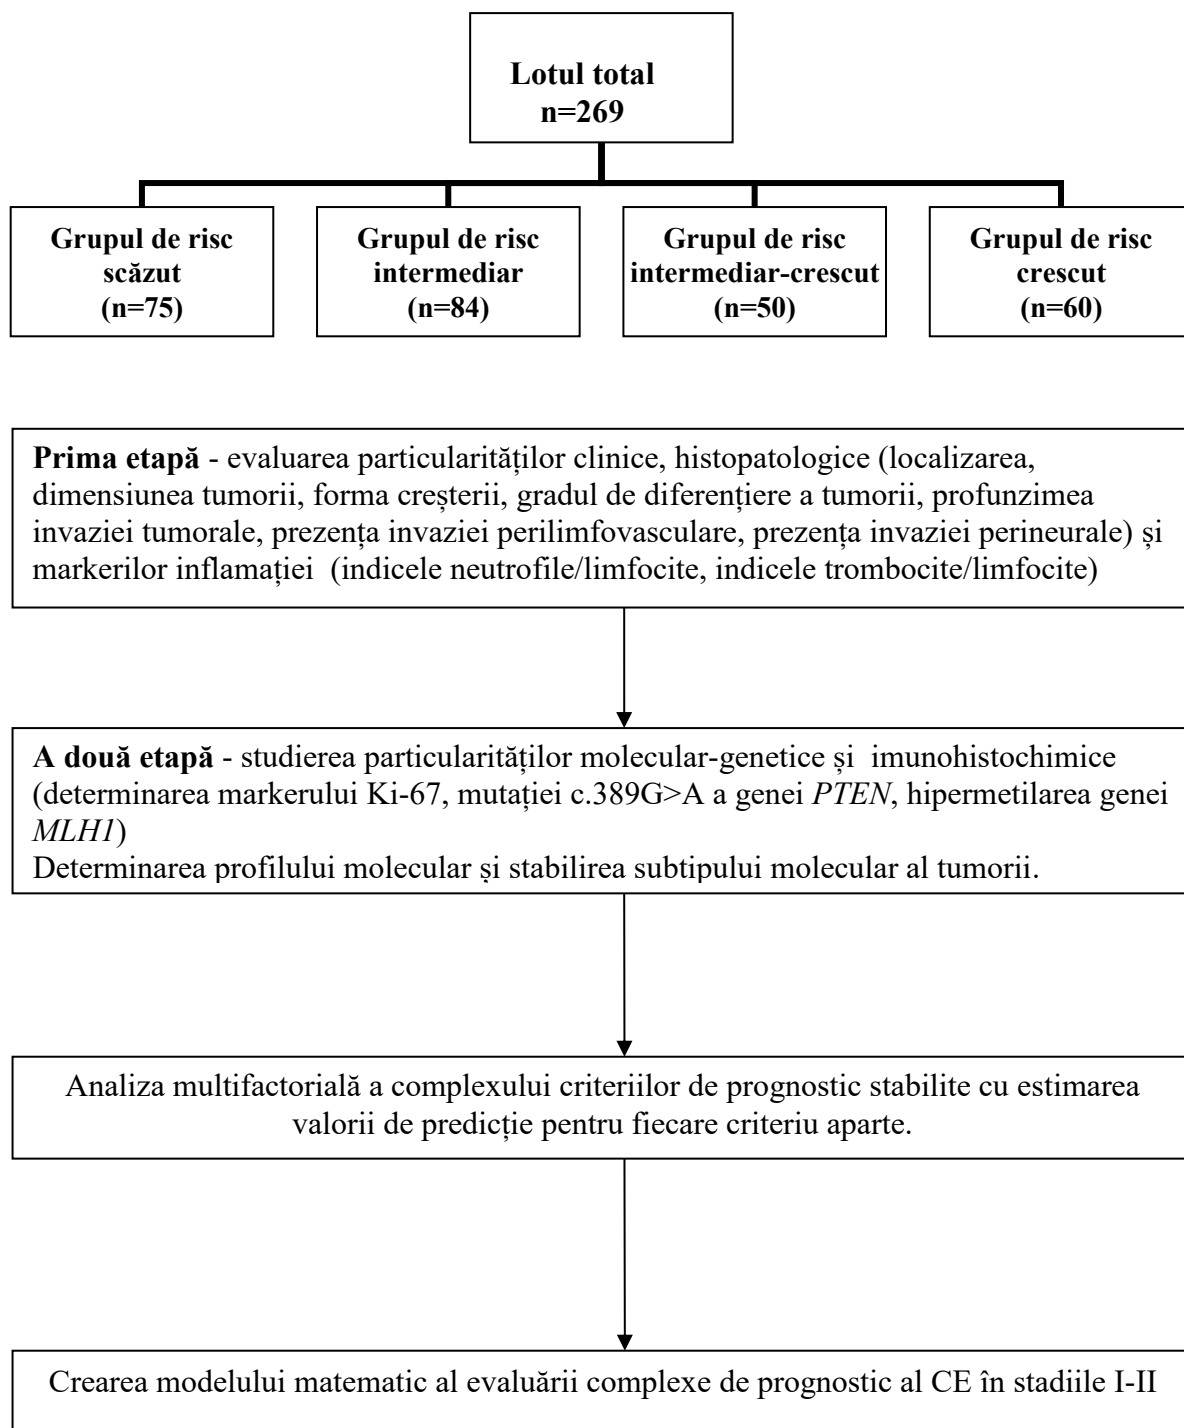 Lotul total
n=269
Grupul de risc
scăzut
(n=75)
Grupul de risc
intermediar
(n=84)
Grupul de risc
intermediar-crescut
(n=50)
Grupul de risc
crescut
(n=60)
Prima etapă - evaluarea particularităților clinice, histopatologice (localizarea,
dimensiunea tumorii, forma creșterii, gradul de diferențiere a tumorii, profunzimea
invaziei tumorale, prezența invaziei perilimfovasculare, prezența invaziei perineurale) și
markerilor inflamației (indicele neutrofile/limfocite, indicele trombocite/limfocite)
A două etapă - studierea particularităților molecular-genetice și imunohistochimice
(determinarea markerului Ki-67, mutației c.389G>A a genei PTEN, hipermetilarea genei
MLH1)
Determinarea profilului molecular și stabilirea subtipului molecular al tumorii.
Analiza multifactorială a complexului criteriilor de prognostic stabilite cu estimarea
valorii de predicție pentru fiecare criteriu aparte.
Crearea modelului matematic al evaluării complexe de prognostic al CE în stadiile I-II